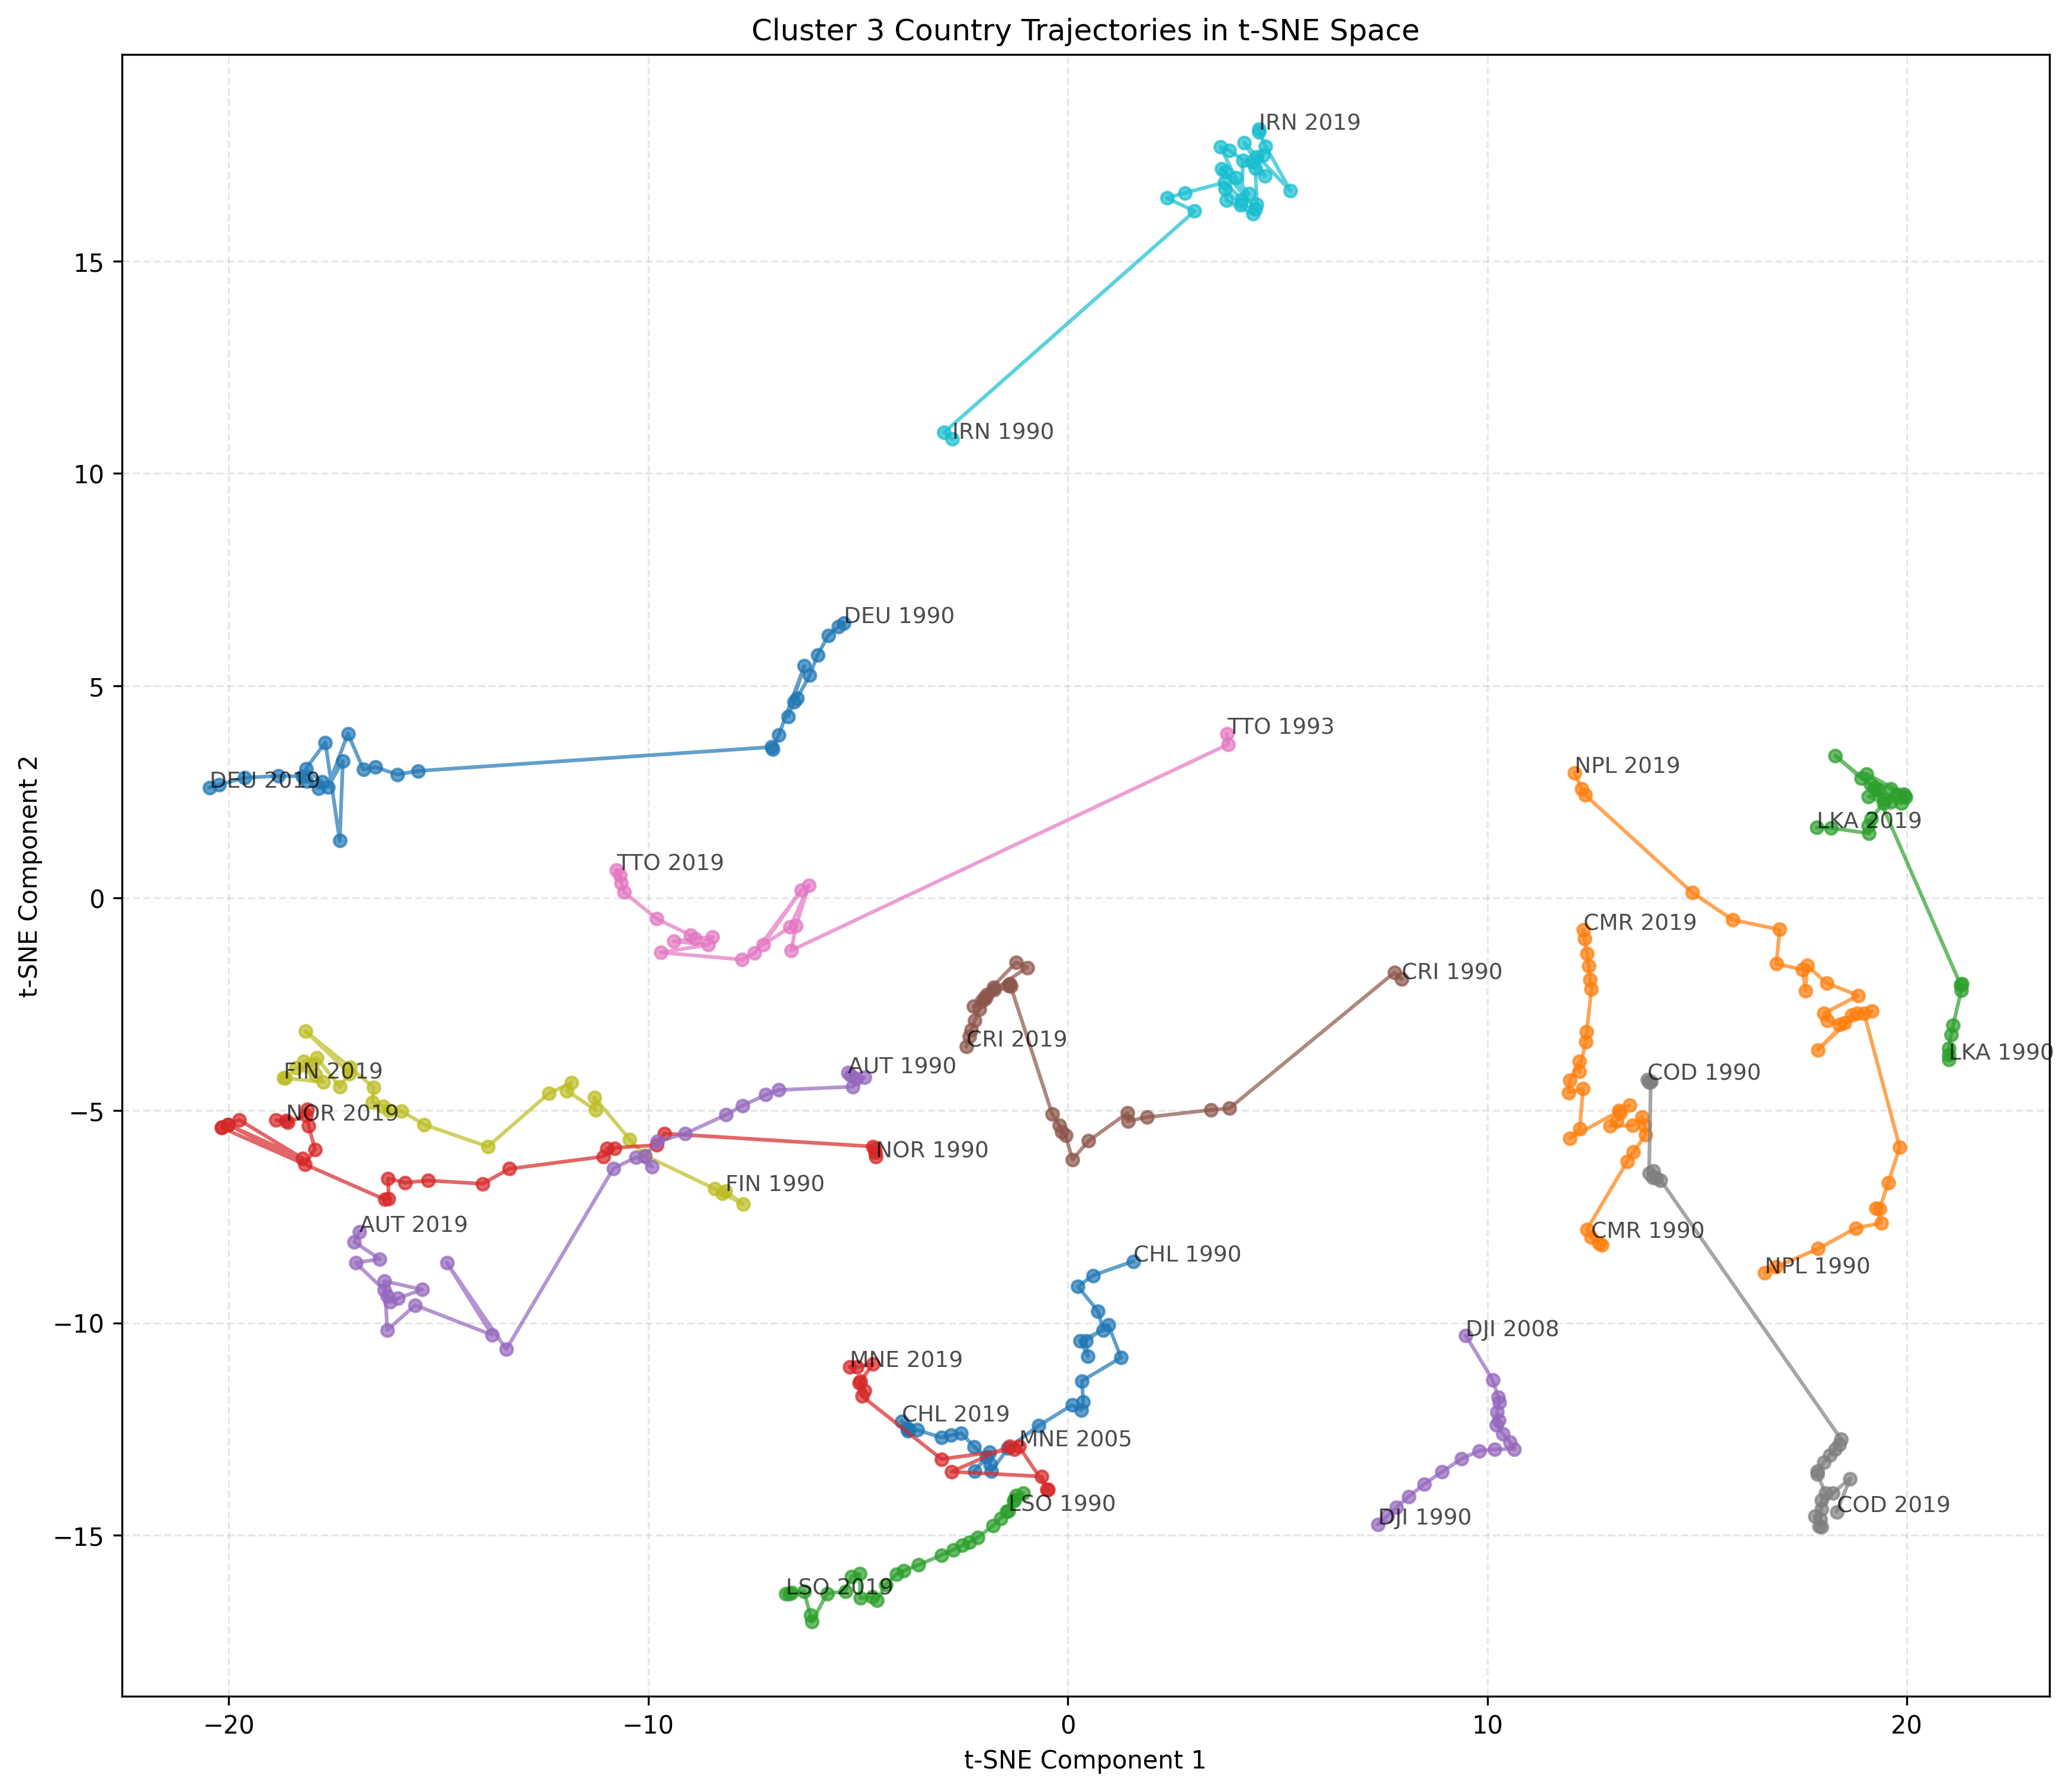 Cluster 3 Country Trajectories in t-SNE Space
IRN 2019
15
IRN 1990
10
DEU 1990
5
DEU 2019
TTO 1993
NPL 2019
LKA 2019
TTO 2019
0
CMR 2019
CRI 1990
CRI 2019
LKA 1990
AUT 1990
FIN 2019
COD 1990
NOR 2019
−5
NOR 1990
FIN 1990
AUT 2019
CMR 1990
CHL 1990
NPL 1990
−10
DJI 2008
MNE 2019
CHL 2019
MNE 2005
LSO 1990
COD 2019
DJI 1990
−15
LSO 2019
−20
−10
0
10
20
t-SNE Component 1
t-SNE Component 2